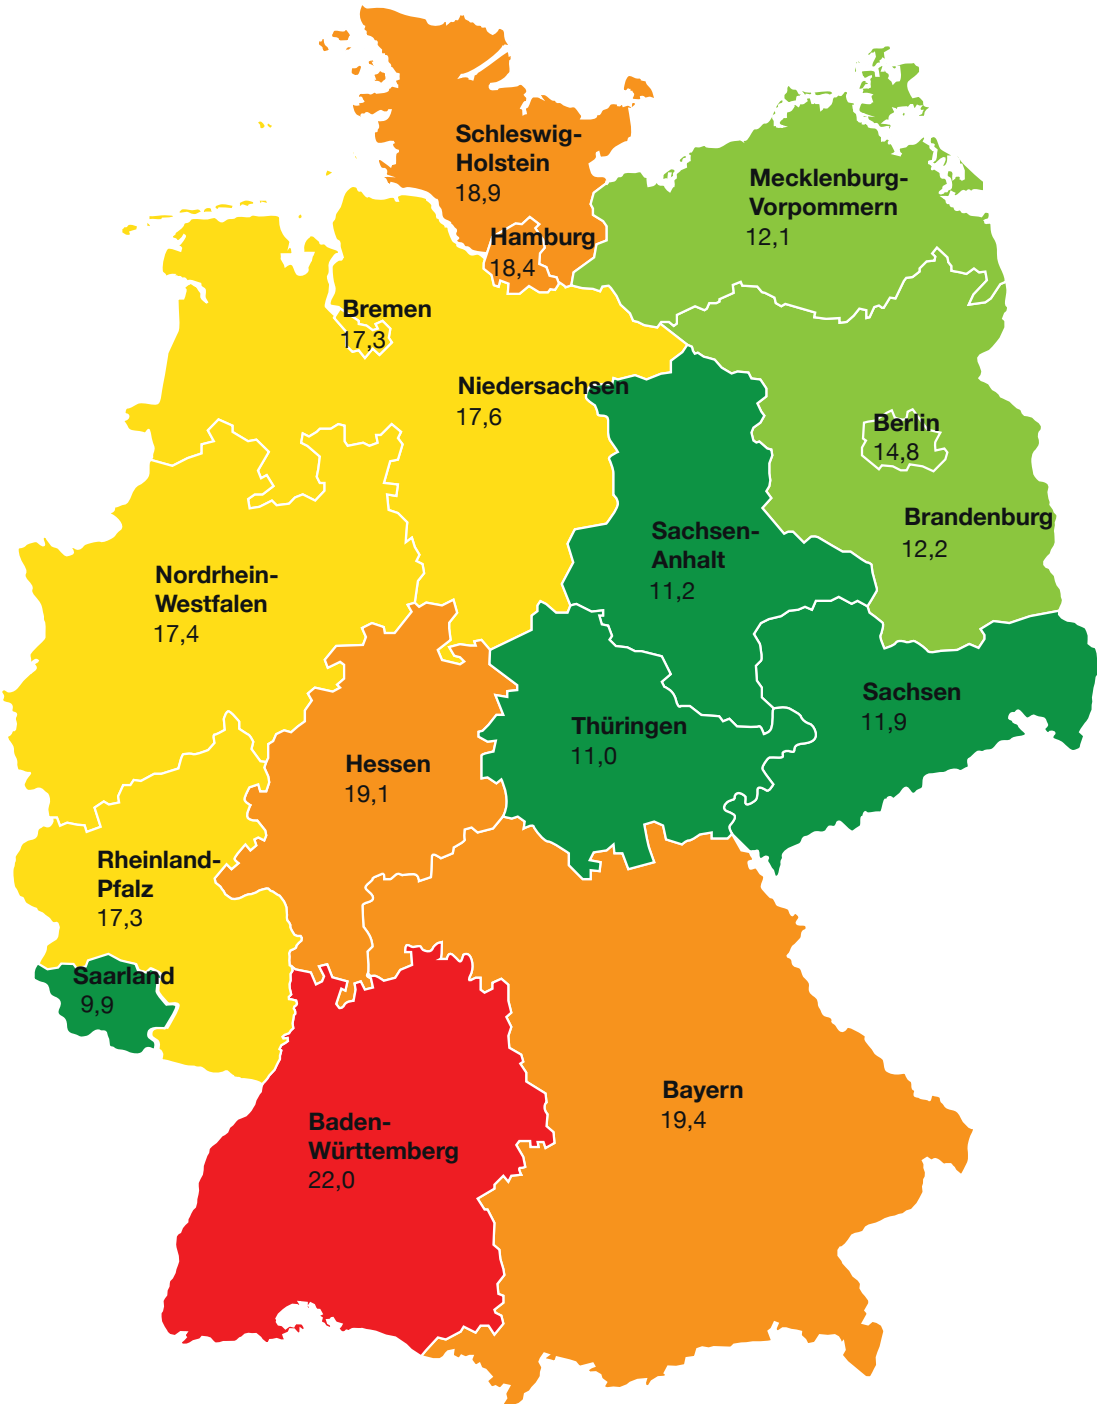 Schleswig-
Holstein
18,9
Mecklenburg-
Vorpommern
12,1
Hamburg
18,4
Bremen
17,3
Niedersachsen
17,6
Berlin
14,8
Brandenburg
12,2
Sachsen-
Anhalt
11,2
Nordrhein-
Westfalen
17,4
Sachsen
11,9
Thüringen
11,0
Hessen
19,1
Rheinland-
Pfalz
17,3
Saarland
9,9
Bayern
19,4
Baden-
Württemberg
22,0